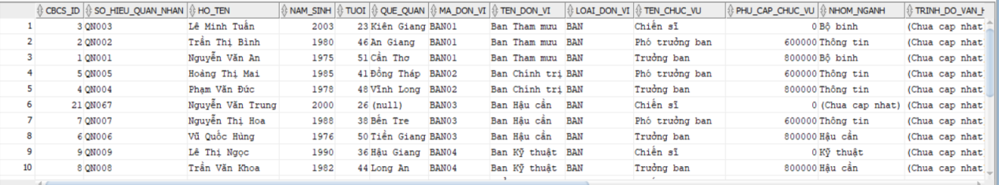 CBCS_ID SO_HIEU_QUAN_NHAN HO_TEN NAM_SINH TUOI QUE_QUAN MA_DON_VI TEN_DON_VI LOAI_DON_VI TEN_CHUC_VU PHU_CAP_CHUC_VU NHOM_NGANH TRINH_DO_VAN_H
1 3 QN003 Lê Minh Tuấn 2003 23 Kiên Giang BAN01 Ban Tham mưu BAN Chiến sĩ 0 Bộ binh (Chua cap nhat
2 2 QN002 Trần Thị Bình 1980 46 An Giang BAN01 Ban Tham mưu BAN Phó trưởng ban 600000 Thông tin (Chua cap nhat
3 1 QN001 Nguyễn Văn An 1975 51 Cần Thơ BAN01 Ban Tham mưu BAN Trưởng ban 800000 Bộ binh (Chua cap nhat
4 5 QN005 Hoàng Thị Mai 1985 41 Đồng Tháp BAN02 Ban Chính trị BAN Phó trưởng ban 600000 Thông tin (Chua cap nhat
5 4 QN004 Phạm Văn Đức 1978 48 Vĩnh Long BAN02 Ban Chính trị BAN Trưởng ban 800000 Thông tin (Chua cap nhat
6 21 QN067 Nguyễn Văn Trung 2000 26 (null) BAN03 Ban Hậu cần BAN Chiến sĩ 0 (Chua cap nhat) (Chua cap nhat
7 7 QN007 Nguyễn Thị Hoa 1988 38 Bến Tre BAN03 Ban Hậu cần BAN Phó trưởng ban 600000 Thông tin (Chua cap nhat
8 6 QN006 Vũ Quốc Hùng 1976 50 Tiền Giang BAN03 Ban Hậu cần BAN Trưởng ban 800000 Hậu cần (Chua cap nhat
9 9 QN009 Lê Thị Ngọc 1990 36 Hậu Giang BAN04 Ban Kỹ thuật BAN Chiến sĩ 0 Kỹ thuật (Chua cap nhat
10 8 QN008 Trần Văn Khoa 1982 44 Long An BAN04 Ban Kỹ thuật BAN Trưởng ban 800000 Hậu cần (Chua cap nhat